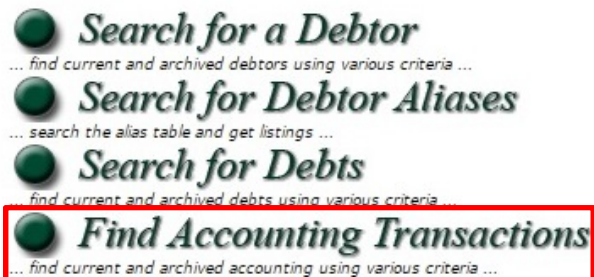 Search for a Debtor
... find current and archived debtors using various criteria ...
Search for Debtor Aliases
... search the alias table and get listings ...
Search for Debts
... find current and archived debts using various criteria ...
Find Accounting Transactions
... find current and archived accounting using various criteria ...